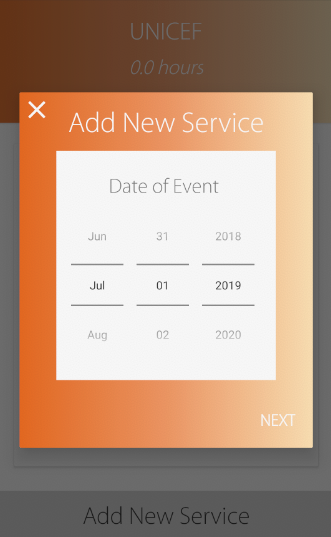 UNICEF
0.0 hours
Add New Service
Date of Event
Jun 31 2018
Jul 01 2019
Aug 02 2020
NEXT
Add New Service